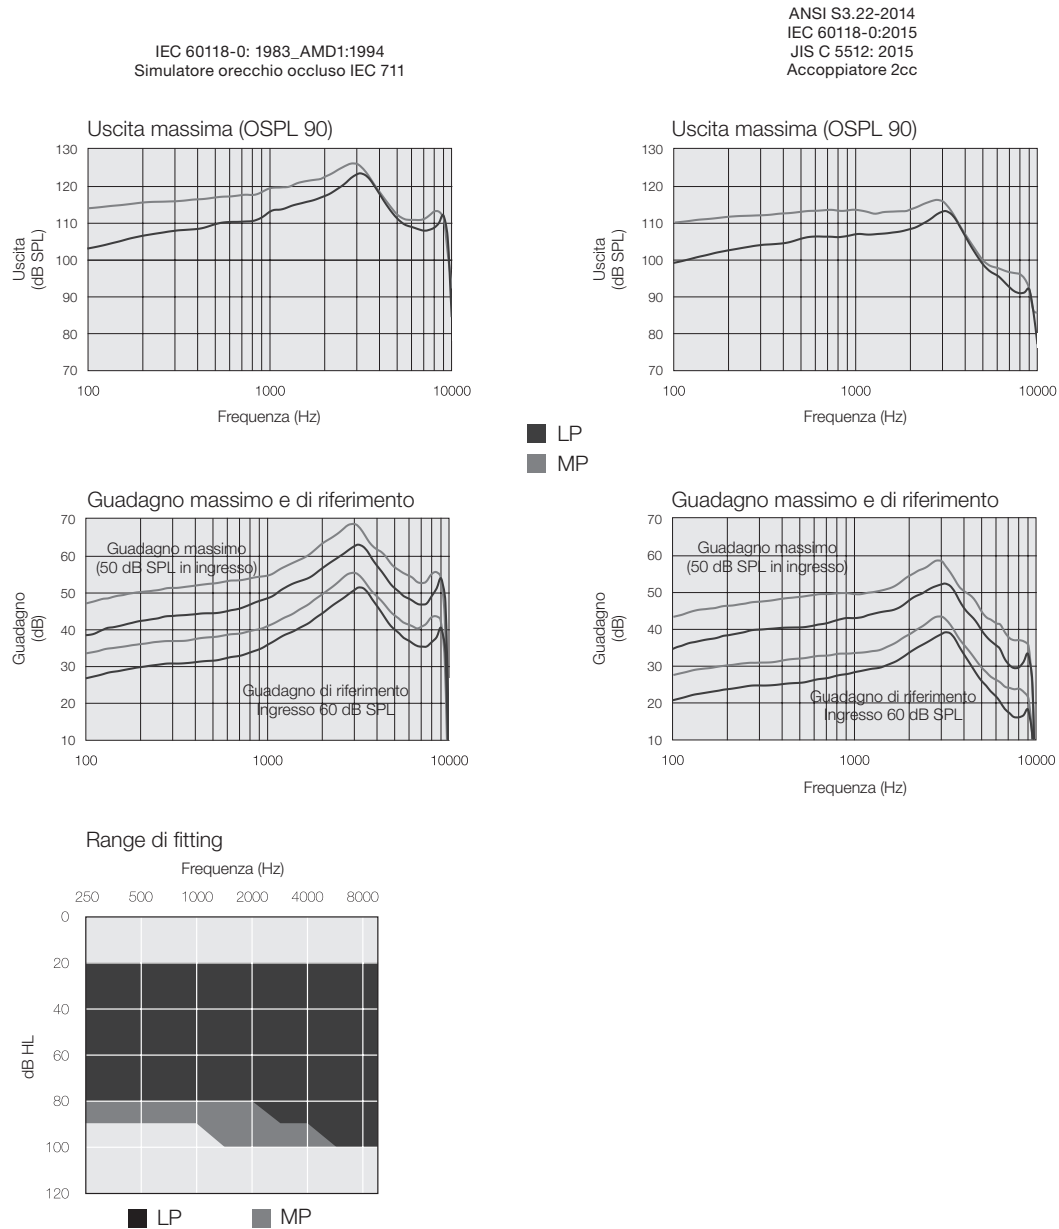 IEC 60118-0: 1983_AMD1:1994
Simulatore orecchio occluso IEC 711
ANSI S3.22-2014
IEC 60118-0:2015
JIS C 5512: 2015
Accoppiatore 2cc
Uscita massima (OSPL 90)
130
120
110
100
90
80
70
Uscita
(dB SPL)
100
1000
10000
Frequenza (Hz)
Uscita massima (OSPL 90)
130
120
110
100
90
80
70
Uscita
(dB SPL)
100
1000
10000
Frequenza (Hz)
LP
MP
Guadagno massimo e di riferimento
70
60
50
40
30
20
10
Guadagno
(dB)
Guadagno massimo
(50 dB SPL in ingresso)
Guadagno di riferimento
Ingresso 60 dB SPL
100
1000
10000
Guadagno massimo e di riferimento
70
60
50
40
30
20
10
Guadagno
(dB)
Guadagno massimo
(50 dB SPL in ingresso)
Guadagno di riferimento
Ingresso 60 dB SPL
100
1000
10000
Frequenza (Hz)
Range di fitting
Frequenza (Hz)
250 500 1000 2000 4000 8000
0
20
40
60
80
100
120
dB HL
LP
MP